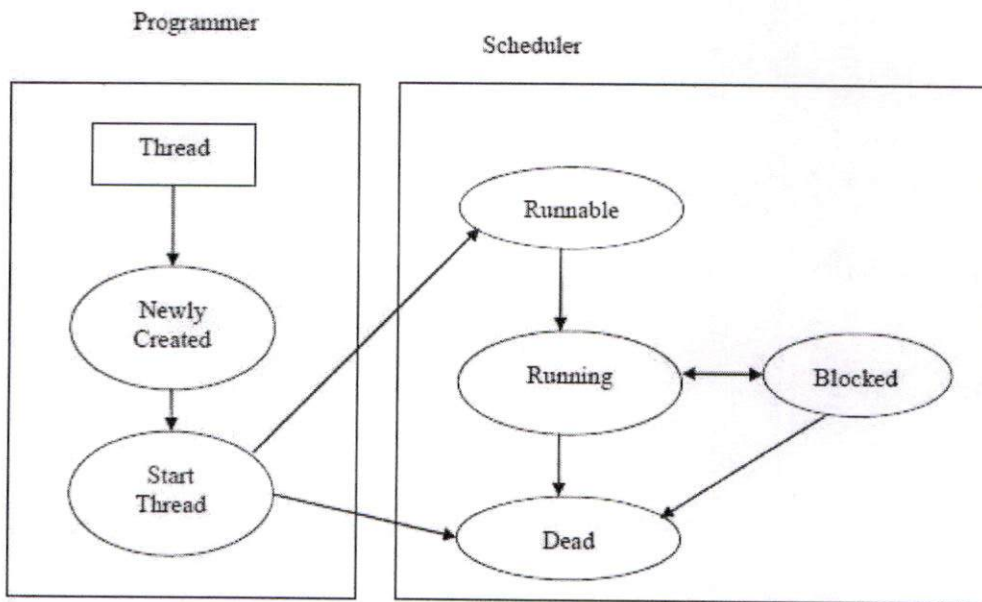 Programmer
Scheduler
Thread
Newly
Created
Start
Thread
Runnable
Running
Blocked
Dead